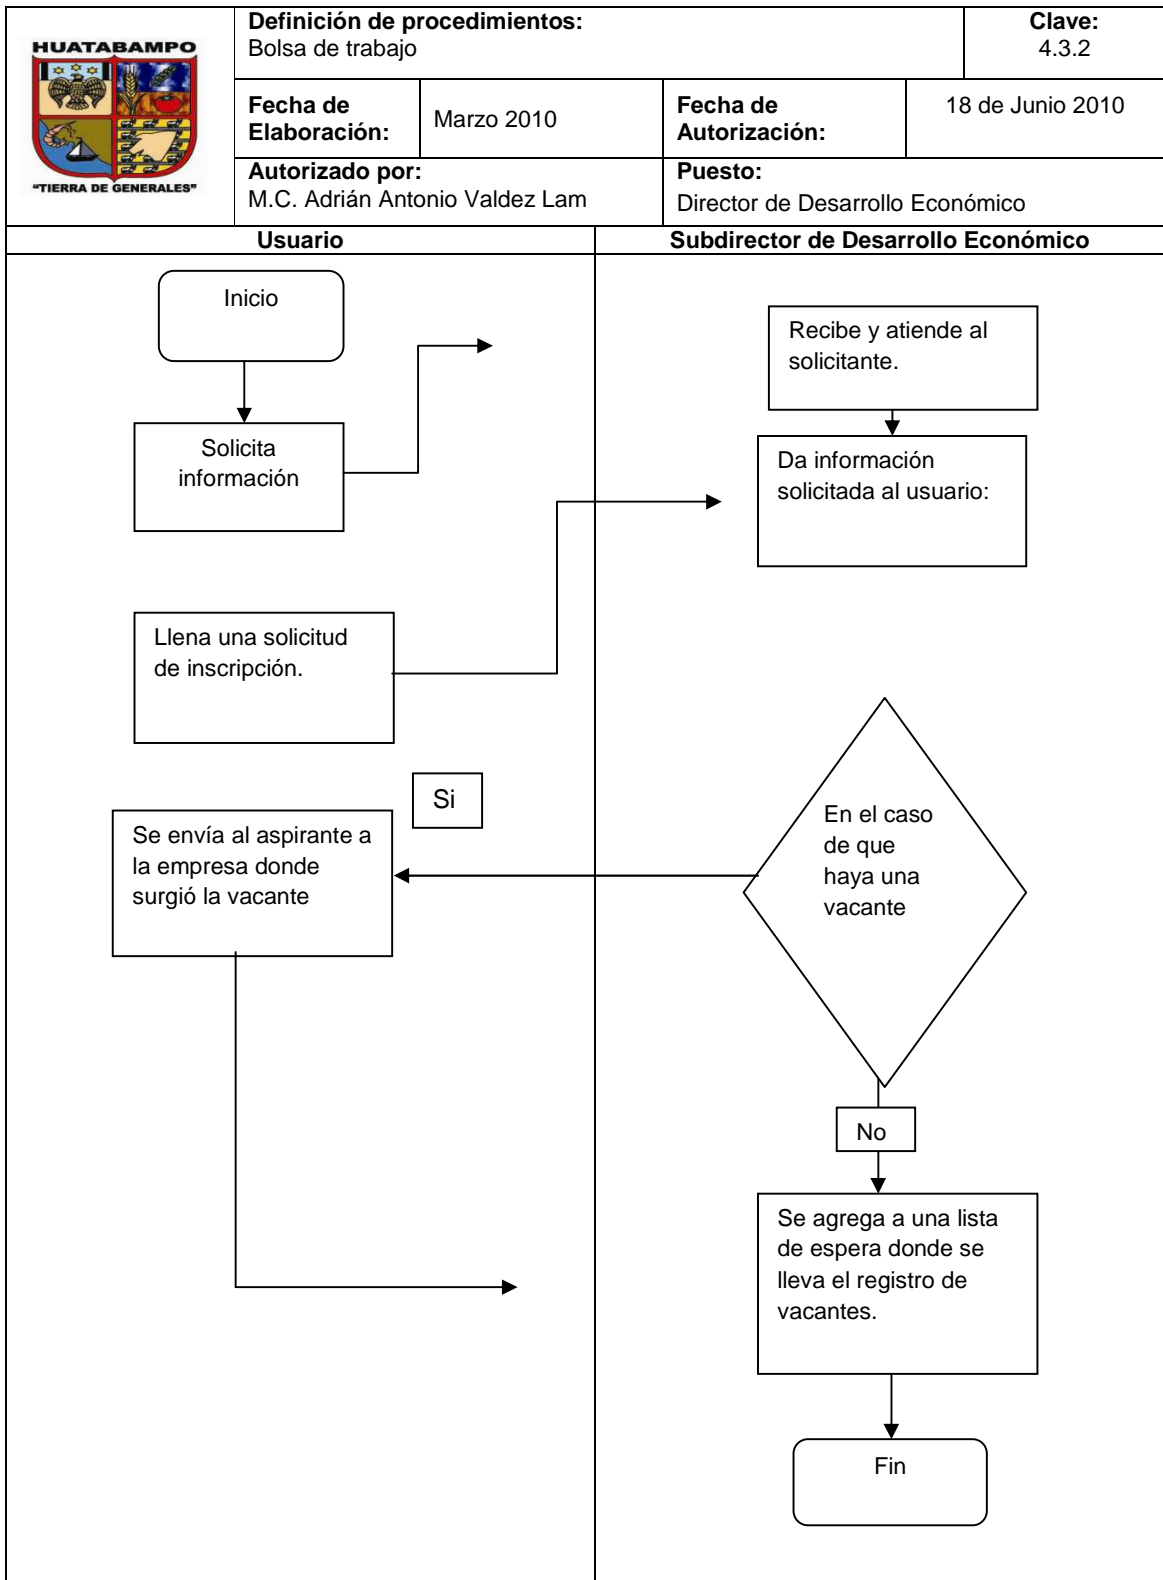 HUATABAMPO
"TIERRA DE GENERALES"
Definición de procedimientos:
Bolsa de trabajo
Clave:
4.3.2
Fecha de
Elaboración:
Marzo 2010
Fecha de
Autorización:
18 de Junio 2010
Autorizado por:
M.C. Adrián Antonio Valdez Lam
Puesto:
Director de Desarrollo Económico
Usuario
Subdirector de Desarrollo Económico
Inicio
Recibe y atiende al
solicitante.
Solicita
información
Da información
solicitada al usuario:
Llena una solicitud
de inscripción.
Si
En el caso
de que
haya una
vacante
Se envía al aspirante a
la empresa donde
surgió la vacante
No
Se agrega a una lista
de espera donde se
lleva el registro de
vacantes.
Fin